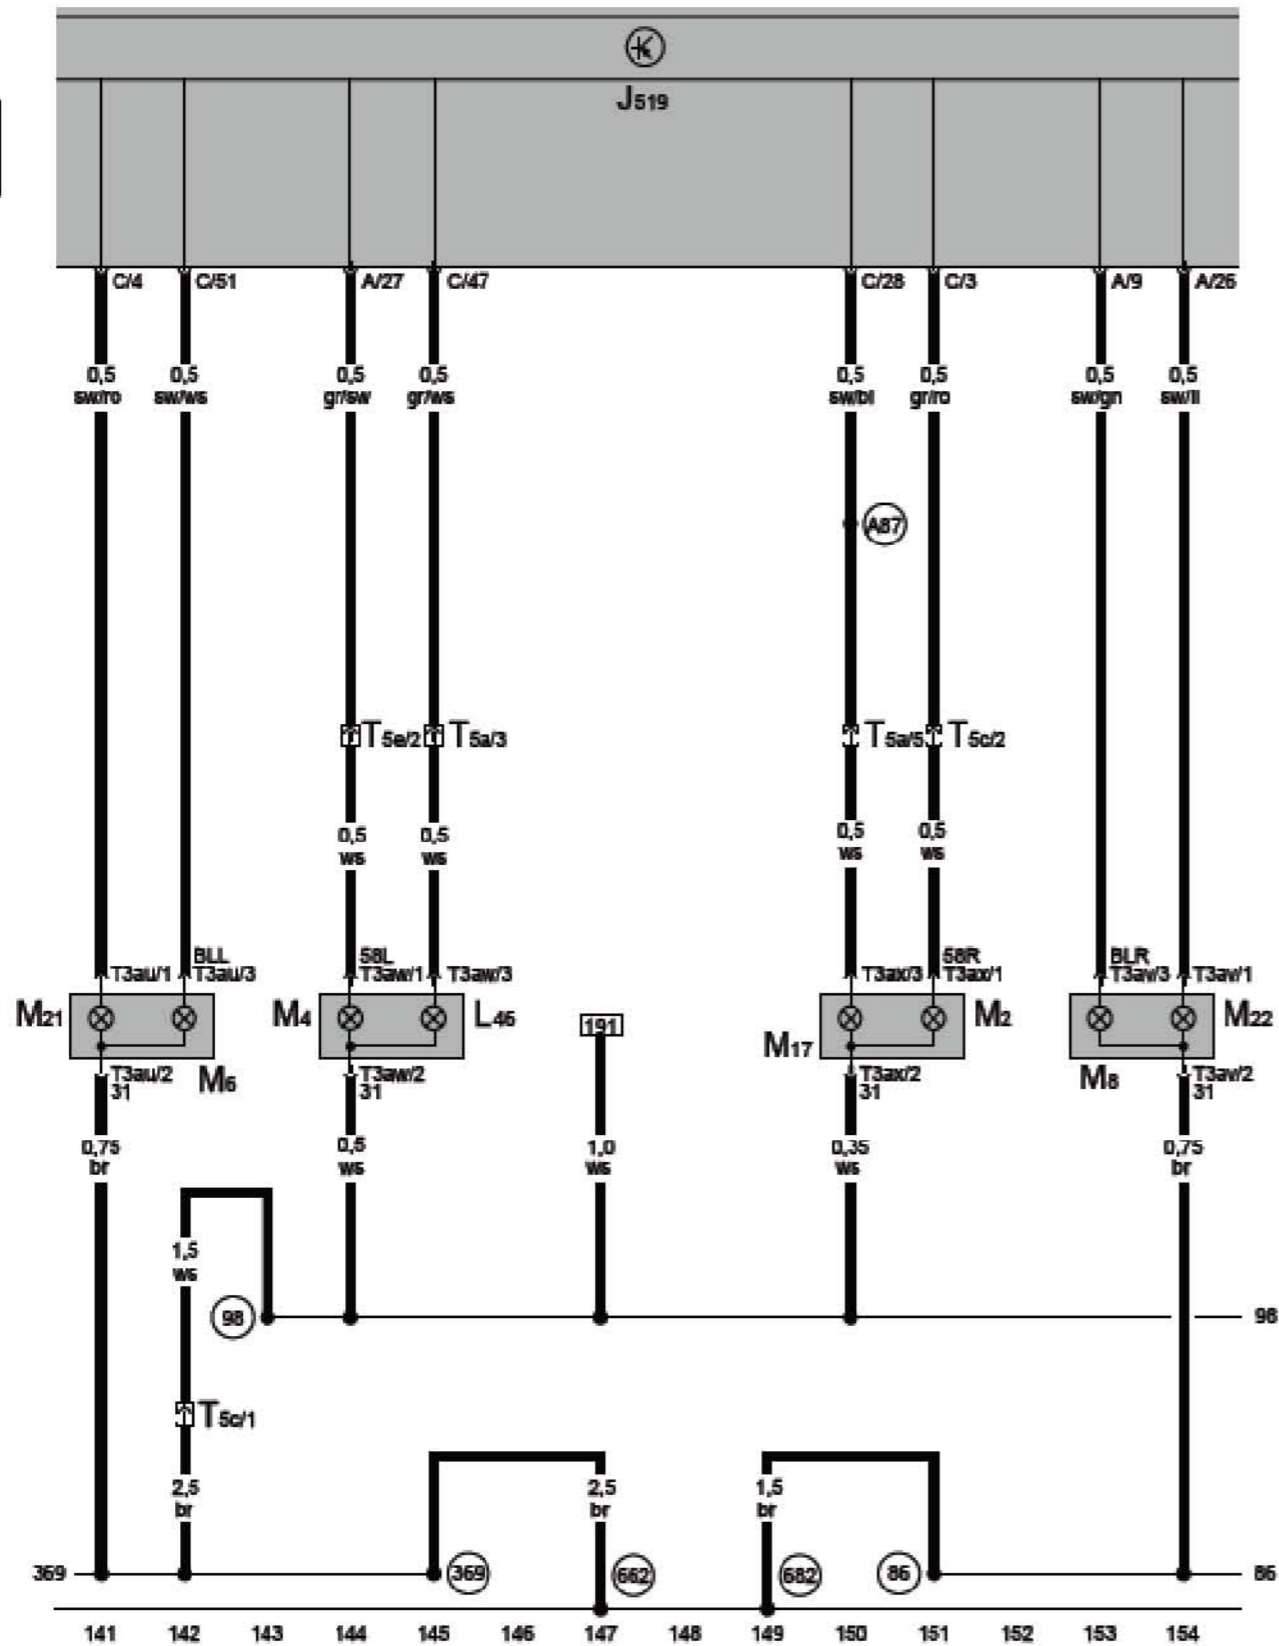 J519
C/4 C/51 A/27 C/47 C/28 C/3 A/9 A/26
0,5 0,5 0,5 0,5 0,5 0,5 0,5 0,5
sw/ro sw/ws gr/sw gr/ws sw/bl gr/ro sw/gn sw/li
A87
T5e/2 T5a/3 T5a/5 T5c/2
0,5 0,5 0,5 0,5
ws ws ws ws
BLL 58L 58R BLR
T3au/1 T3au/3 T3aw/1 T3aw/3 T3ax/3 T3ax/1 T3av/3 T3av/1
M21 M4 L46 191 M17 M2 M22
T3au/2 M6 T3aw/2 T3ax/2 M8 T3av/2
31 31 31 31
0,75 0,5 1,0 0,35 0,75
br ws ws ws br
1,5
ws
98 98
T5c/1
2,5 2,5 1,5
br br br
369 369 662 682 86 86
141 142 143 144 145 146 147 148 149 150 151 152 153 154